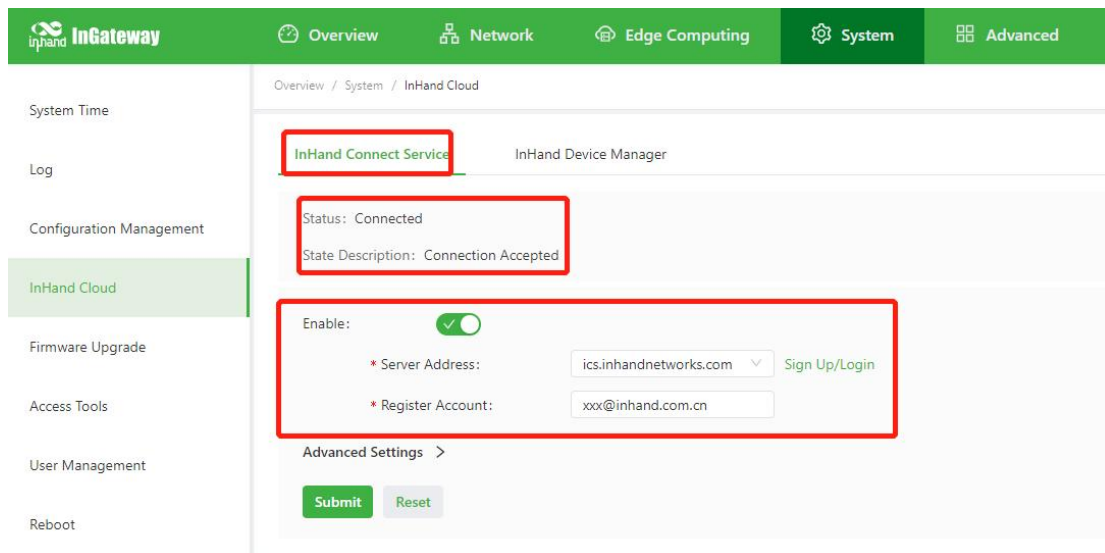 inhand InGateway Overview Network Edge Computing System Advanced
Overview / System / InHand Cloud
System Time
Log
Configuration Management
InHand Cloud
Firmware Upgrade
Access Tools
User Management
Reboot
InHand Connect Service InHand Device Manager
Status: Connected
State Description: Connection Accepted
Enable:
* Server Address: ics.inhandnetworks.com Sign Up/Login
* Register Account: xxx@inhand.com.cn
Advanced Settings >
Submit Reset